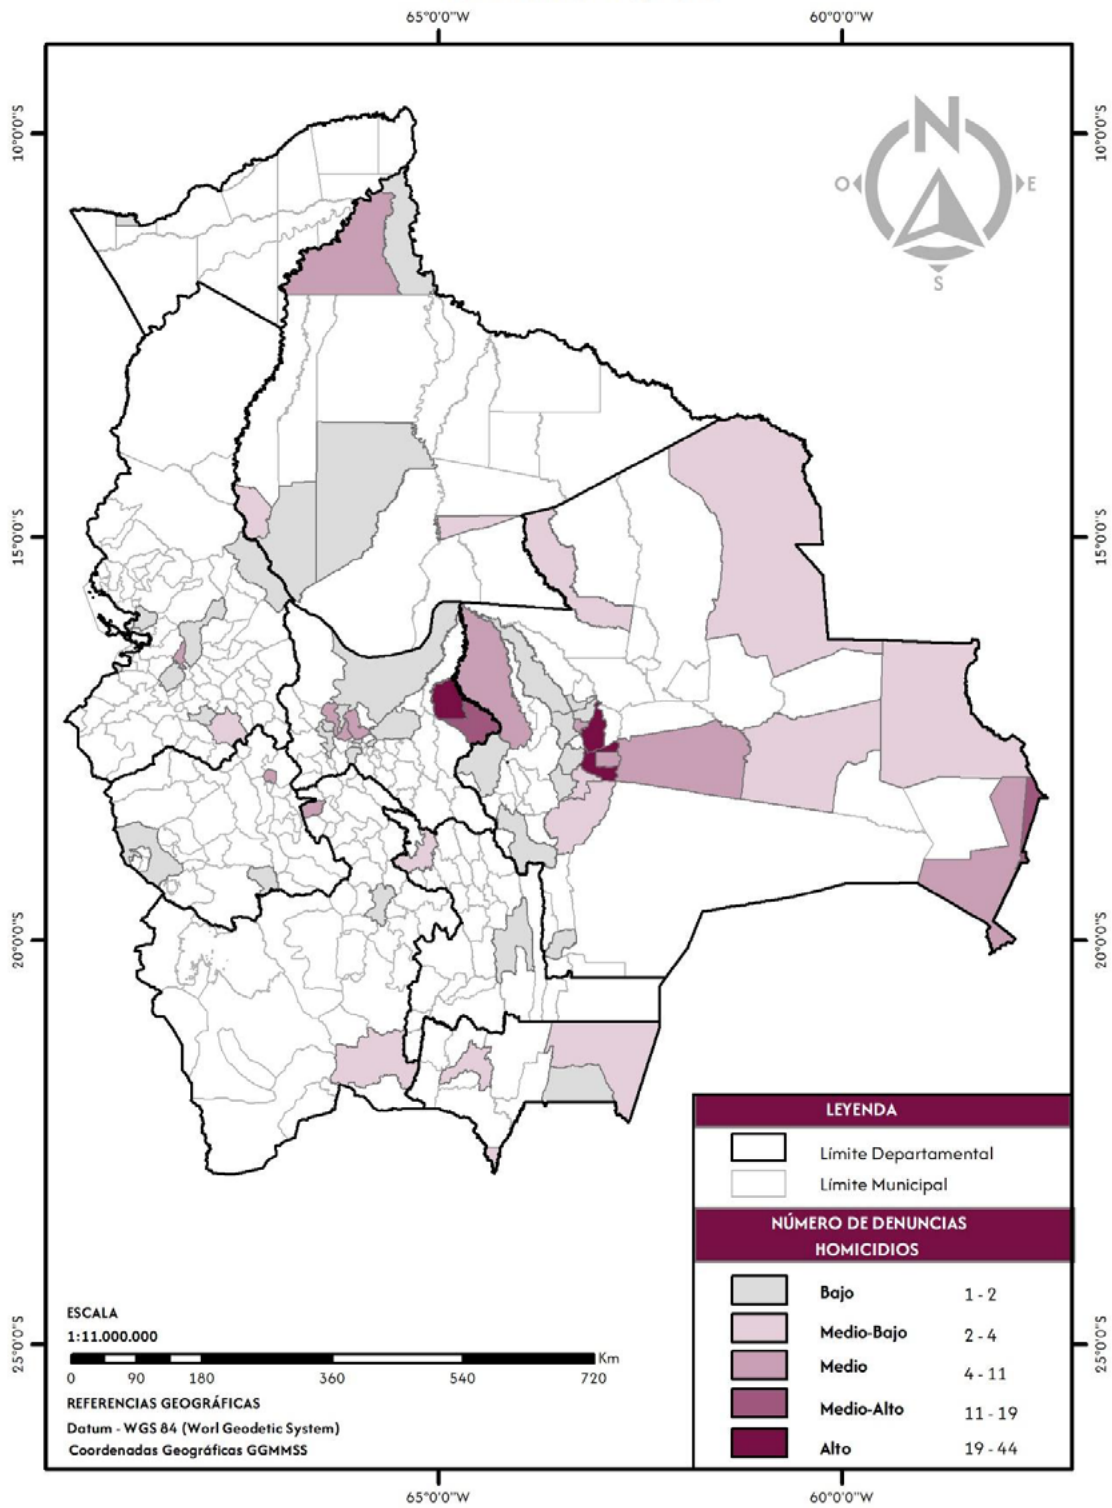 65°0'0"W
60°0'0"W
10°0'0"S
10°0'0"S
N
O
E
S
15°0'0"S
15°0'0"S
20°0'0"S
20°0'0"S
LEYENDA
Límite Departamental
Límite Municipal
NÚMERO DE DENUNCIAS
HOMICIDIOS
Bajo 1 - 2
Medio-Bajo 2 - 4
Medio 4 - 11
Medio-Alto 11 - 19
Alto 19 - 44
25°0'0"S
25°0'0"S
ESCALA
1:11.000.000
Km
0 90 180 360 540 720
REFERENCIAS GEOGRÁFICAS
Datum - WGS 84 (Worl Geodetic System)
Coordenadas Geográficas GGMMSS
65°0'0"W
60°0'0"W